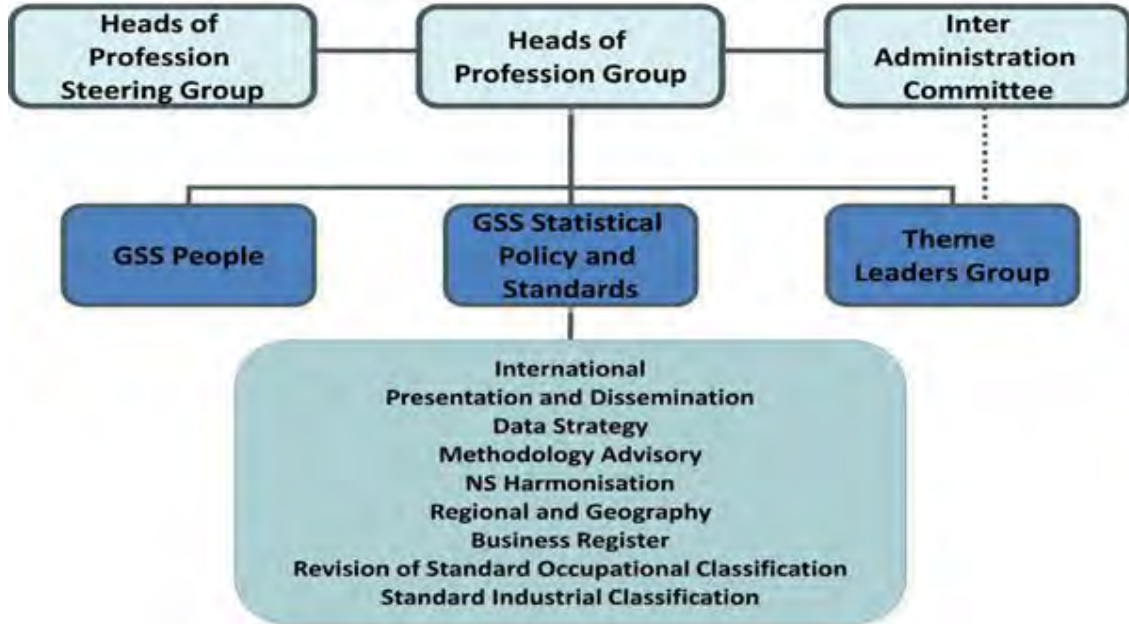 Heads of
Profession
Steering Group
Heads of
Profession Group
Inter
Administration
Committee
GSS People
GSS Statistical
Policy and
Standards
Theme
Leaders Group
International
Presentation and Dissemination
Data Strategy
Methodology Advisory
NS Harmonisation
Regional and Geography
Business Register
Revision of Standard Occupational Classification
Standard Industrial Classification